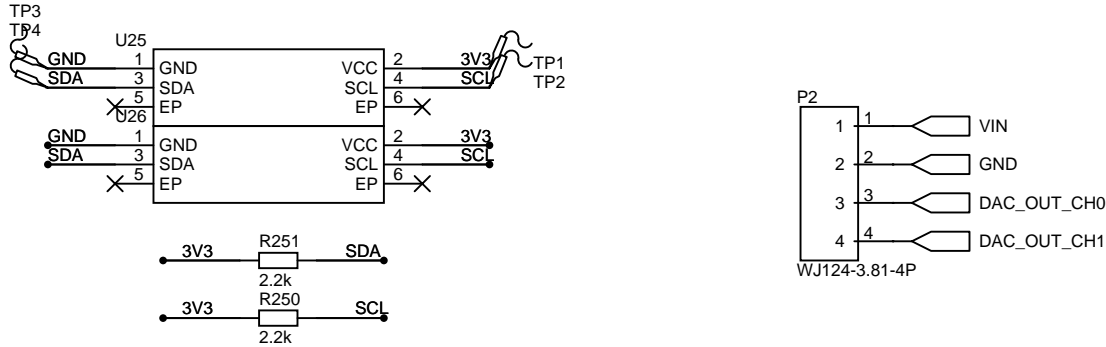 TP3
TP4
U25
GND 1 GND VCC 2 3V3
SDA 3 SDA SCL 4 SCL
5 EP EP 6
TP1
TP2
U26
GND 1 GND VCC 2 3V3
SDA 3 SDA SCL 4 SCL
5 EP EP 6
3V3 R251 SDA
2.2k
3V3 R250 SCL
2.2k
P2
1 1 VIN
2 2 GND
3 3 DAC_OUT_CH0
4 4 DAC_OUT_CH1
WJ124-3.81-4P